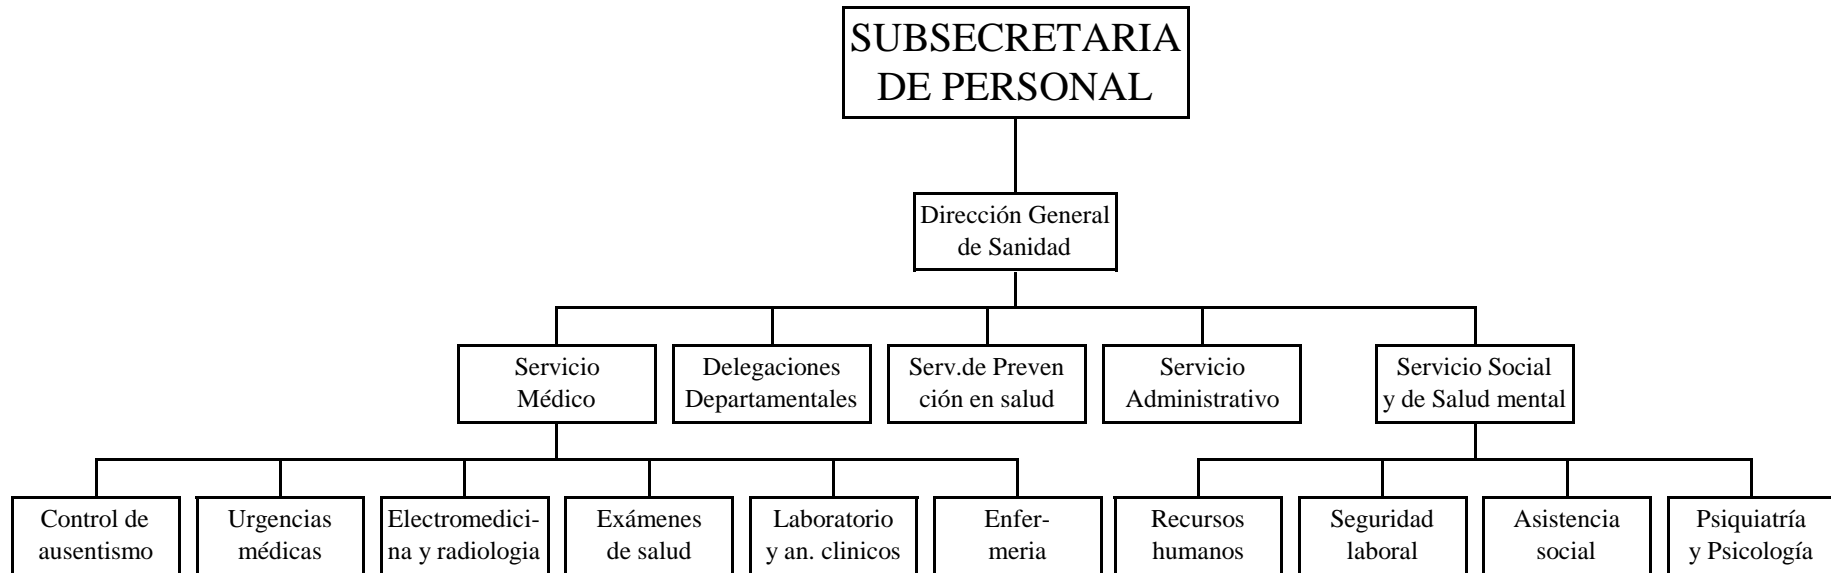 SUBSECRETARIA
DE PERSONAL
Dirección General
de Sanidad
Servicio
Médico
Delegaciones
Departamentales
Serv.de Preven
ción en salud
Servicio
Administrativo
Servicio Social
y de Salud mental
Control de
ausentismo
Urgencias
médicas
Electromedici-
na y radiologia
Exámenes
de salud
Laboratorio
y an. clinicos
Enfer-
meria
Recursos
humanos
Seguridad
laboral
Asistencia
social
Psiquiatría
y Psicología